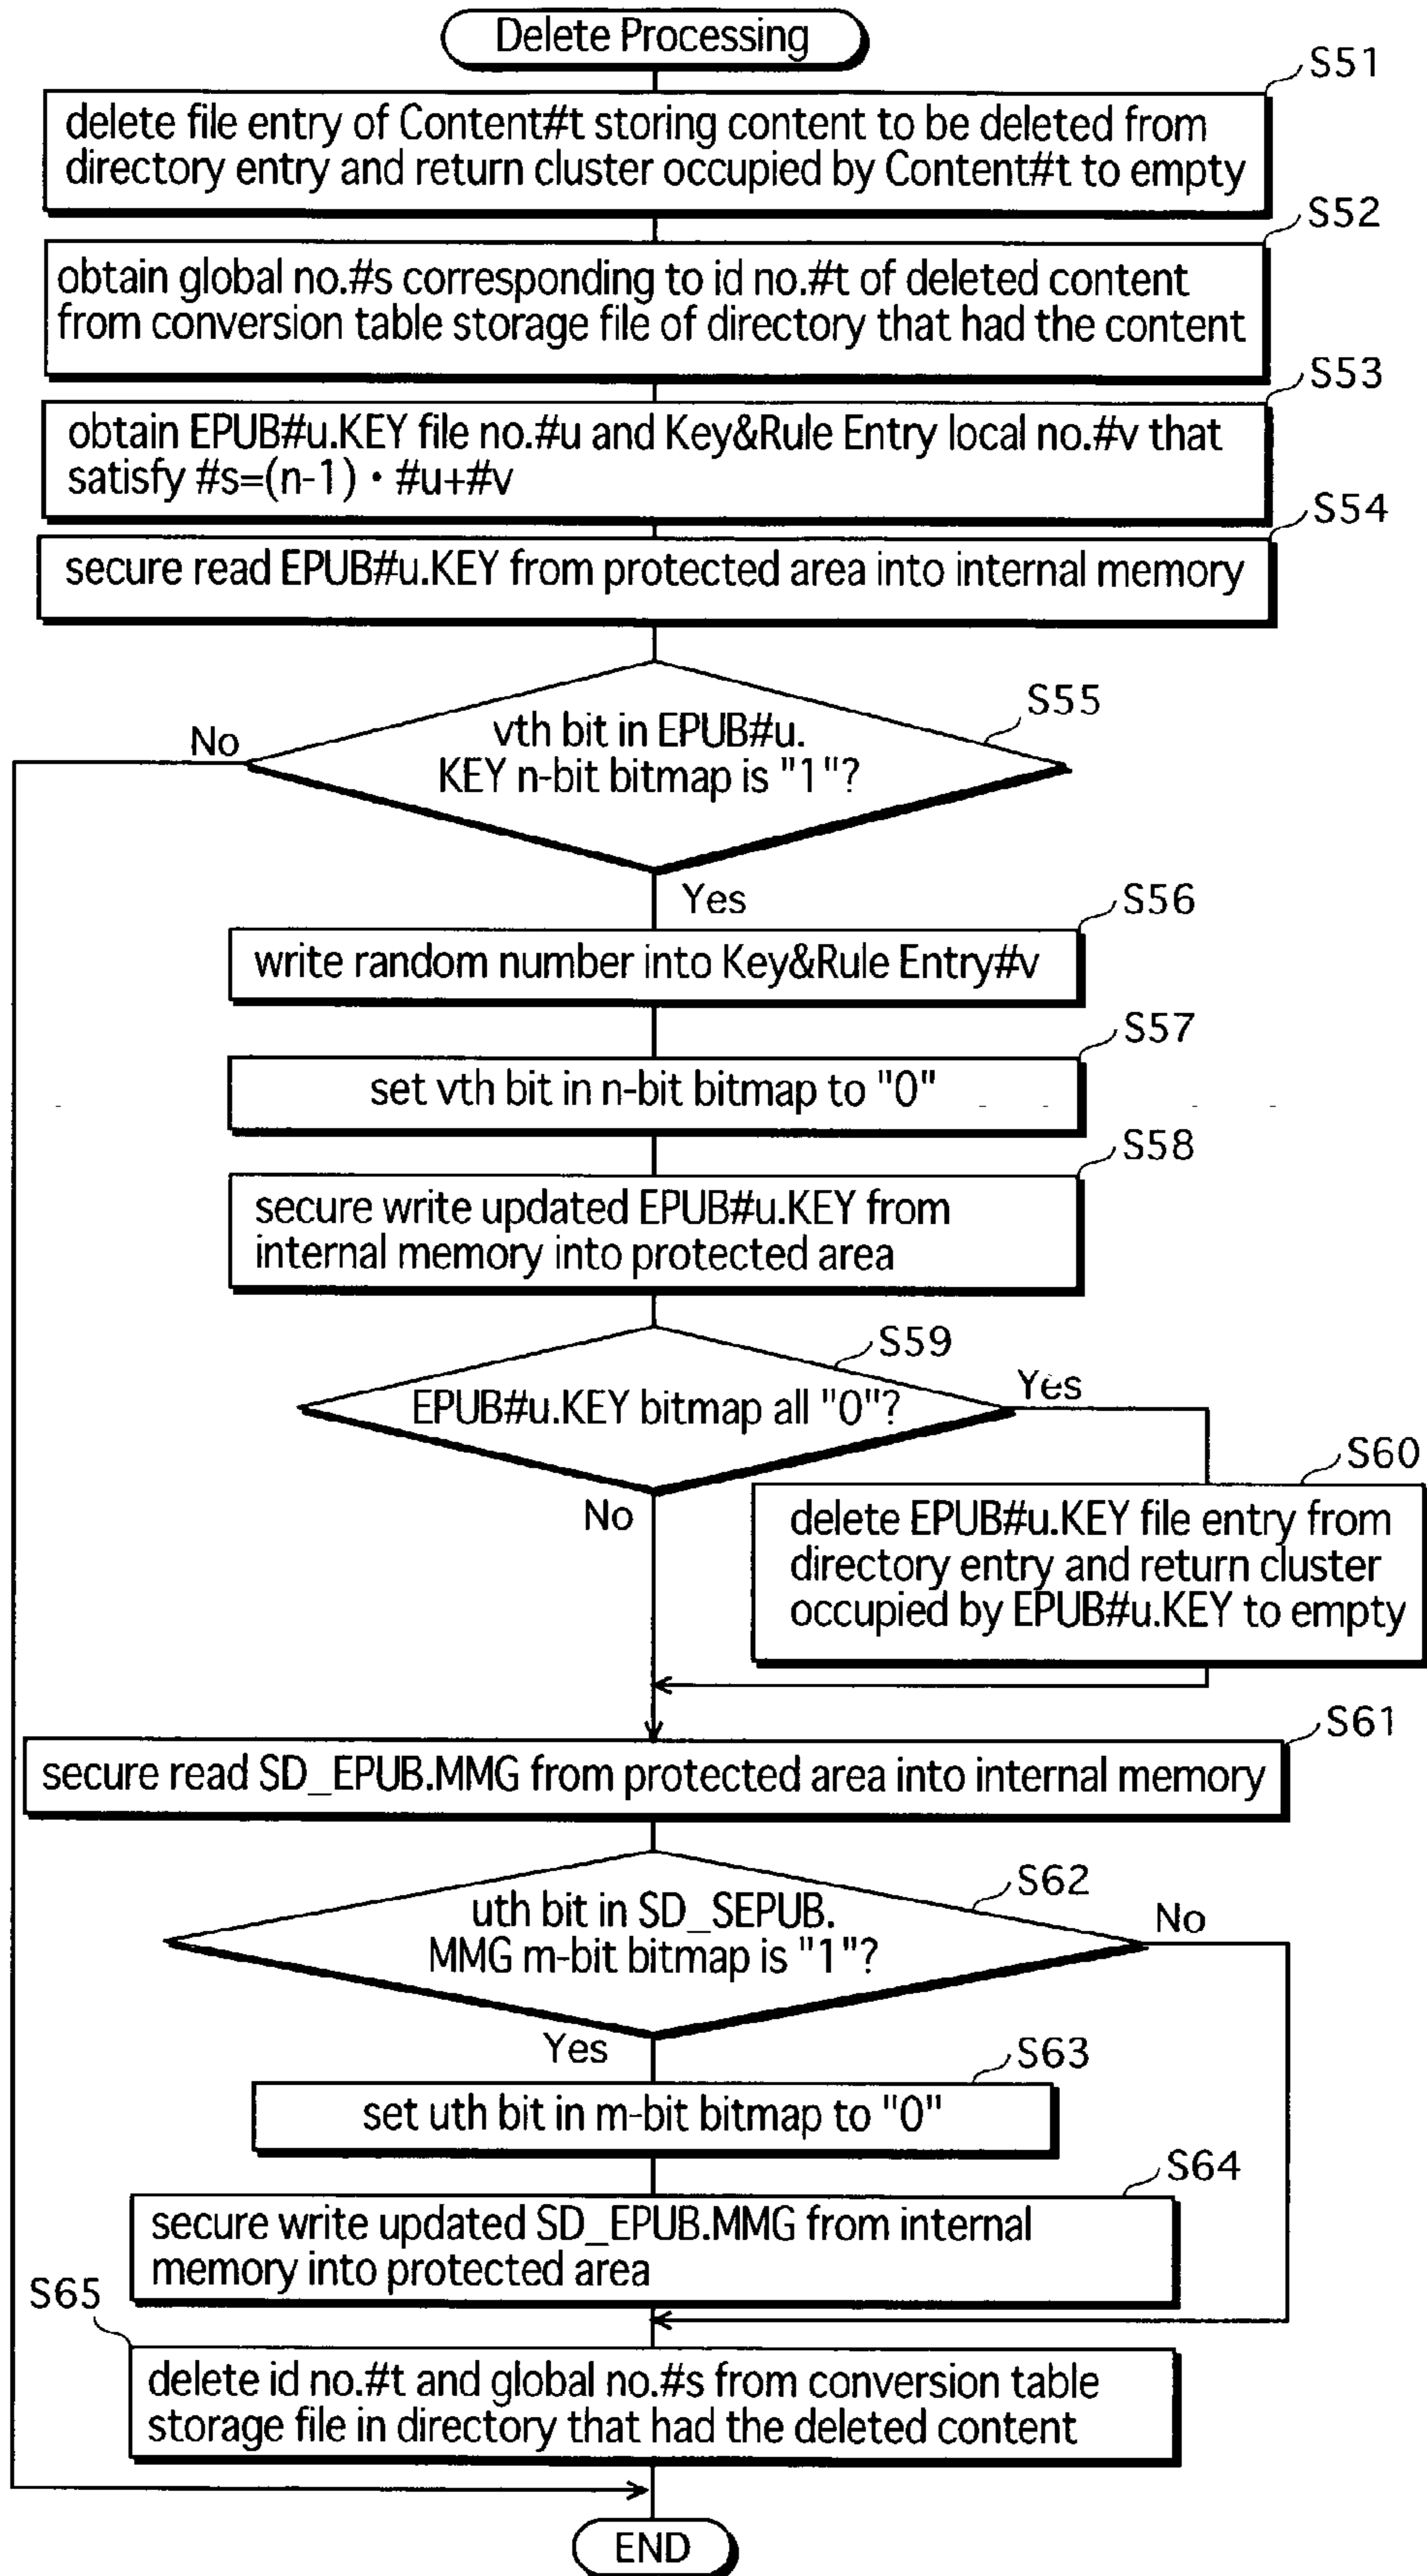 Delete Processing
S51
delete file entry of Content#t storing content to be deleted from
directory entry and return cluster occupied by Content#t to empty
S52
obtain global no.#s corresponding to id no.#t of deleted content
from conversion table storage file of directory that had the content
S53
obtain EPUB#u.KEY file no.#u and Key&Rule Entry local no.#v that
satisfy #s=(n-1) • #u+#v
S54
secure read EPUB#u.KEY from protected area into internal memory
S55
No
vth bit in EPUB#u.
KEY n-bit bitmap is "1"?
Yes
S56
write random number into Key&Rule Entry#v
S57
set vth bit in n-bit bitmap to "0"
S58
secure write updated EPUB#u.KEY from
internal memory into protected area
S59
Yes
EPUB#u.KEY bitmap all "0"?
S60
No
delete EPUB#u.KEY file entry from
directory entry and return cluster
occupied by EPUB#u.KEY to empty
S61
secure read SD_EPUB.MMG from protected area into internal memory
S62
uth bit in SD_SEPUB.
MMG m-bit bitmap is "1"?
No
Yes
S63
set uth bit in m-bit bitmap to "0"
S64
secure write updated SD_EPUB.MMG from internal
memory into protected area
S65
delete id no.#t and global no.#s from conversion table
storage file in directory that had the deleted content
END